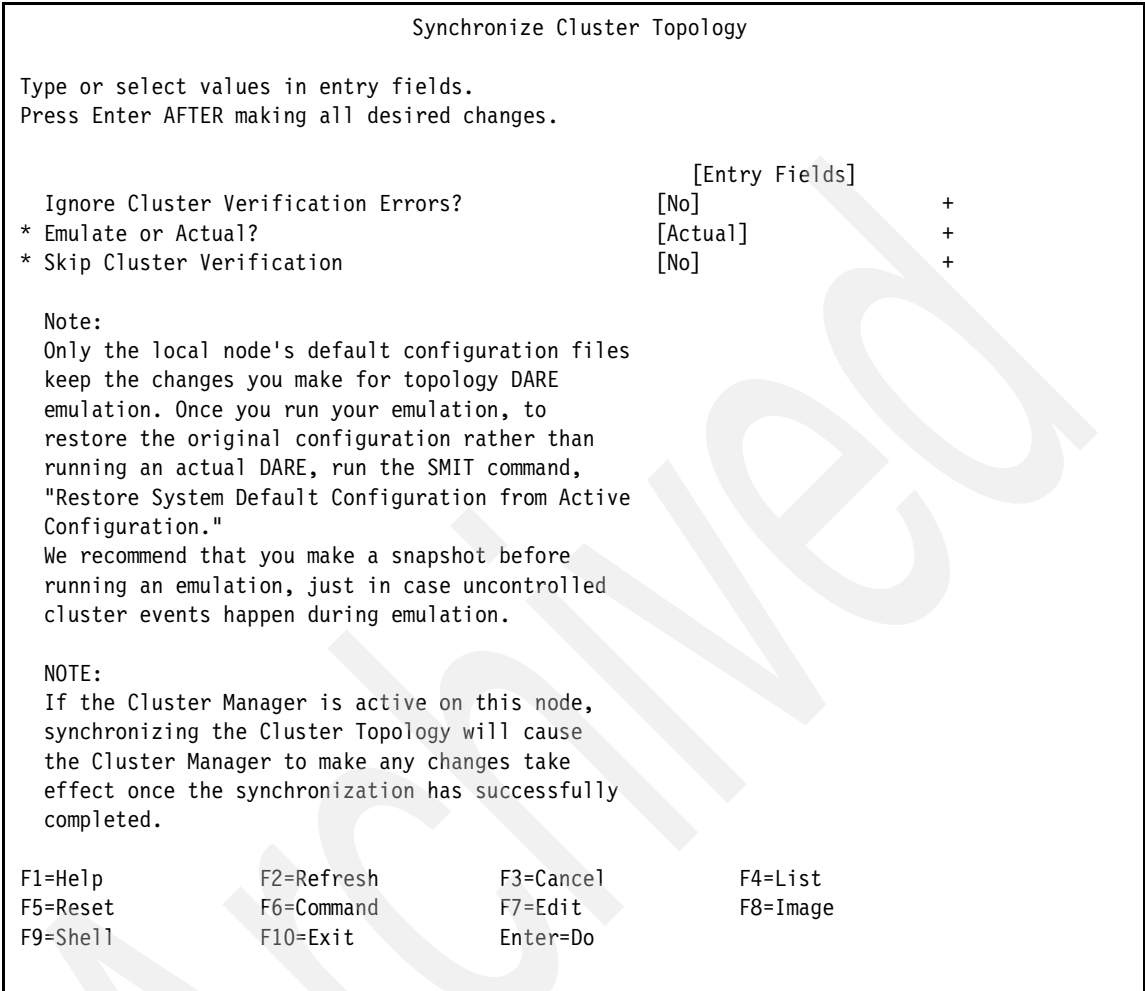 Synchronize Cluster Topology
Type or select values in entry fields.
Press Enter AFTER making all desired changes.
[Entry Fields]
Ignore Cluster Verification Errors? [No] +
* Emulate or Actual? [Actual] +
* Skip Cluster Verification [No] +
Note:
Only the local node's default configuration files
keep the changes you make for topology DARE
emulation. Once you run your emulation, to
restore the original configuration rather than
running an actual DARE, run the SMIT command,
"Restore System Default Configuration from Active
Configuration."
We recommend that you make a snapshot before
running an emulation, just in case uncontrolled
cluster events happen during emulation.
NOTE:
If the Cluster Manager is active on this node,
synchronizing the Cluster Topology will cause
the Cluster Manager to make any changes take
effect once the synchronization has successfully
completed.
F1=Help F2=Refresh F3=Cancel F4=List
F5=Reset F6=Command F7=Edit F8=Image
F9=Shell F10=Exit Enter=Do
Archived